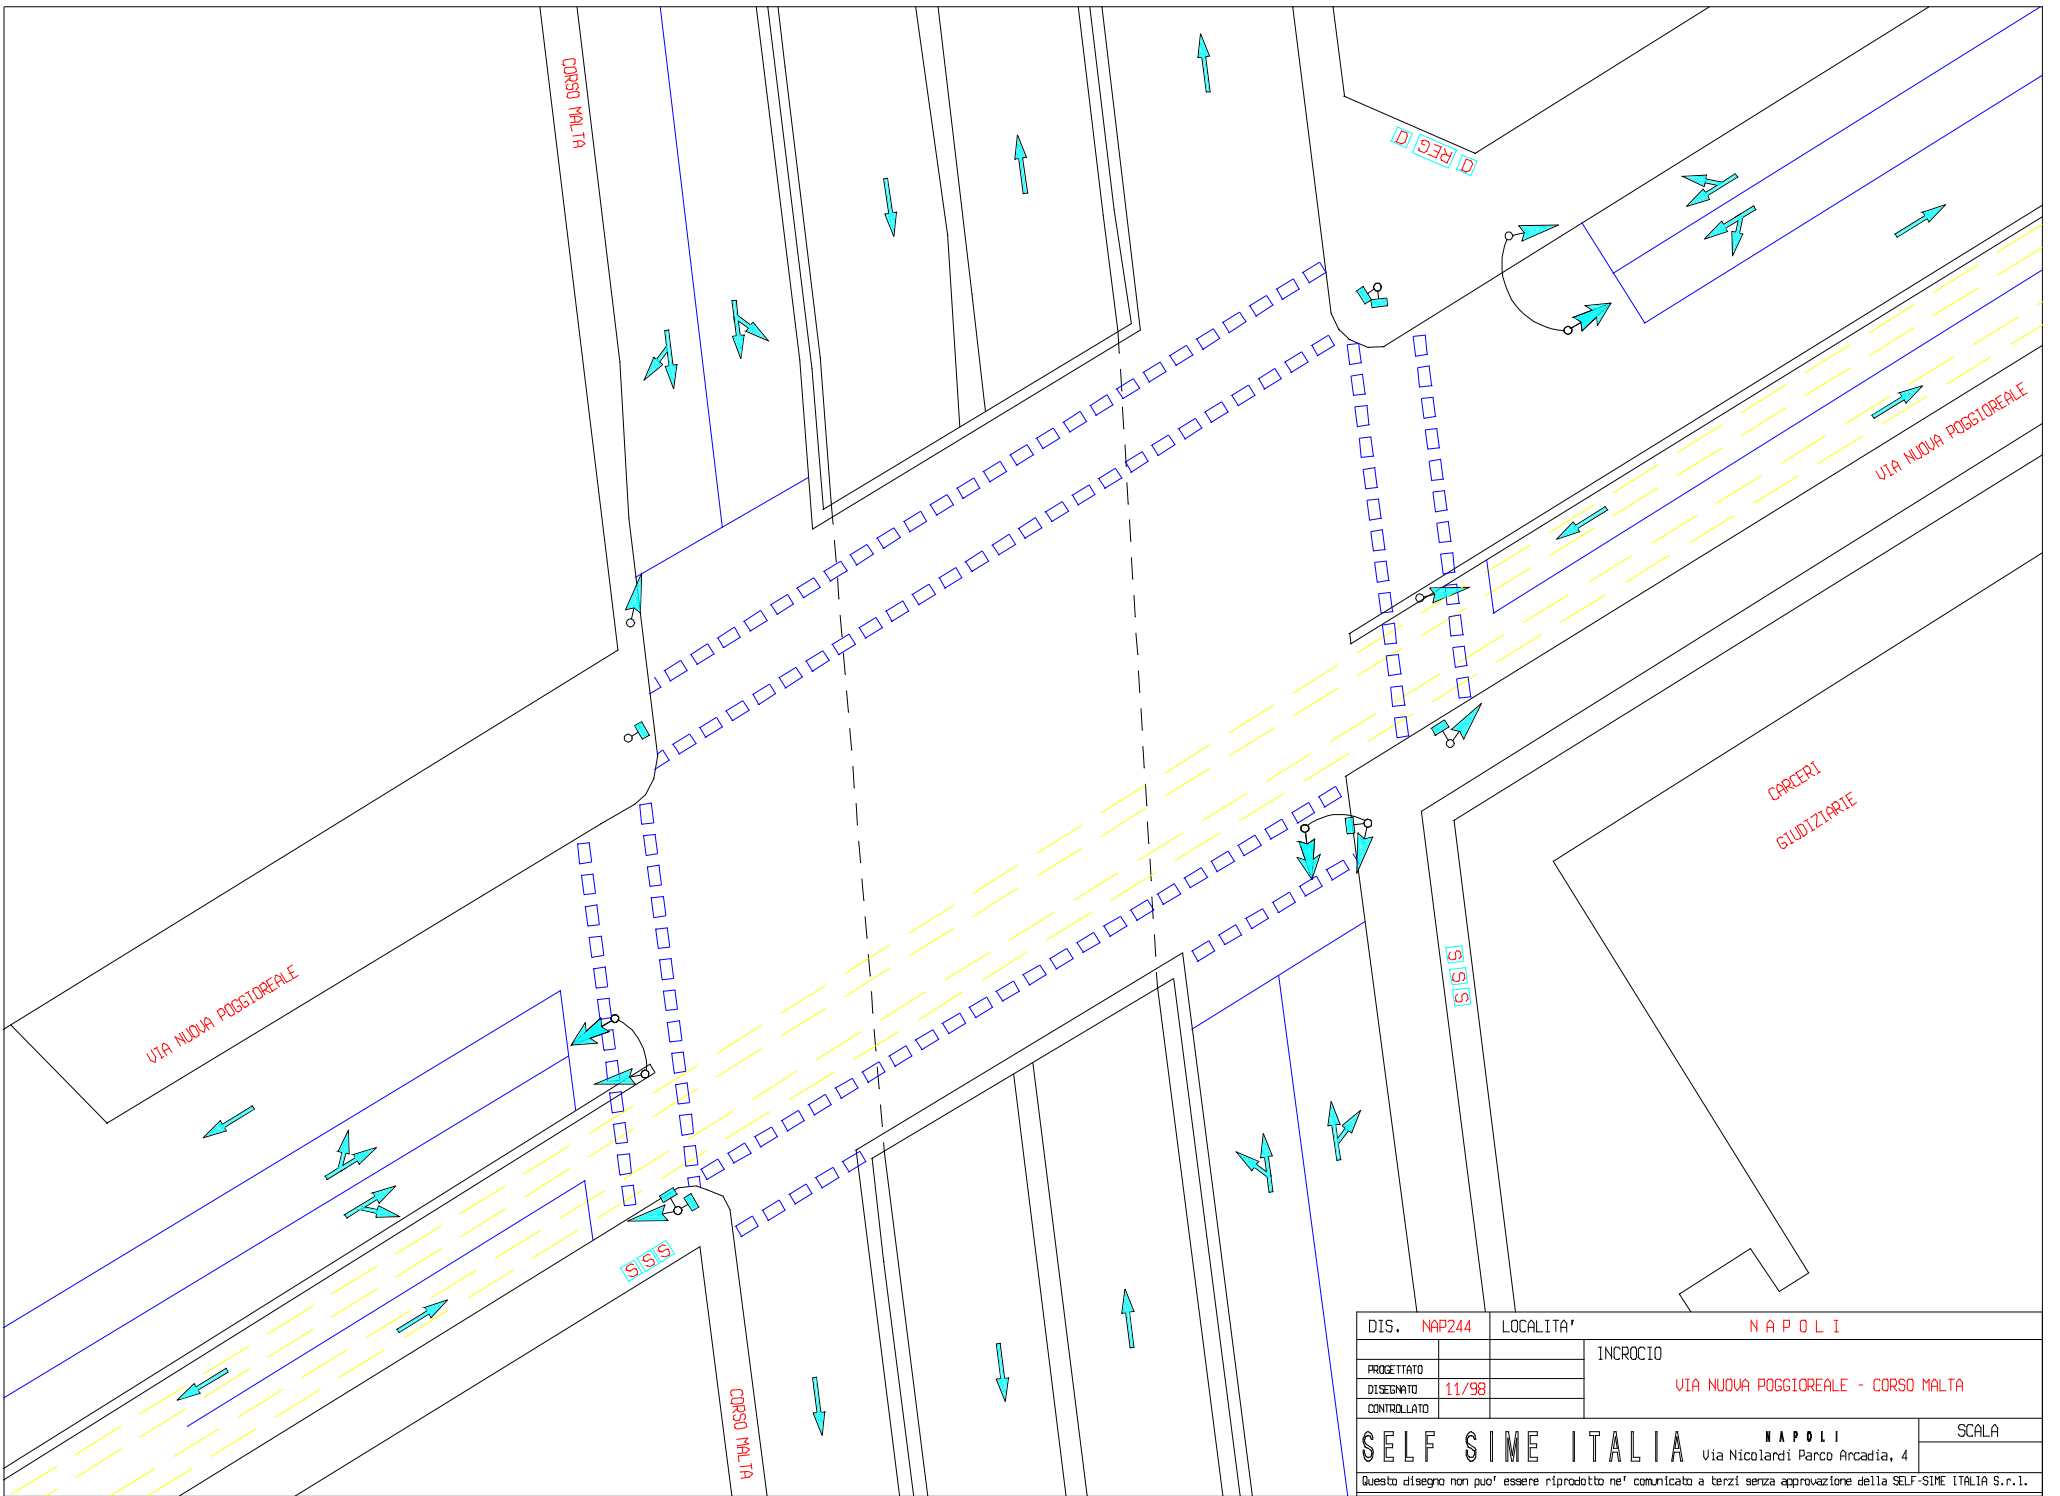 CORSO MALTA
D REG D
VIA NUOVA POGGIOREALE
CARCERI
GIUDIZIARIE
VIA NUOVA POGGIOREALE
S S S
S S S
CORSO MALTA
DIS. NAP244 LOCALITA' NAPOLI
INCROCIO
PROGETTATO
VIA NUOVA POGGIOREALE - CORSO MALTA
DISEGNATO 11/98
CONTROLLATO
SELF SIME ITALIA NAPOLI
Via Nicolardi Parco Arcadia, 4
SCALA
Questo disegno non puo' essere riprodotto ne' comunicato a terzi senza approvazione della SELF-SIME ITALIA S.r.l.